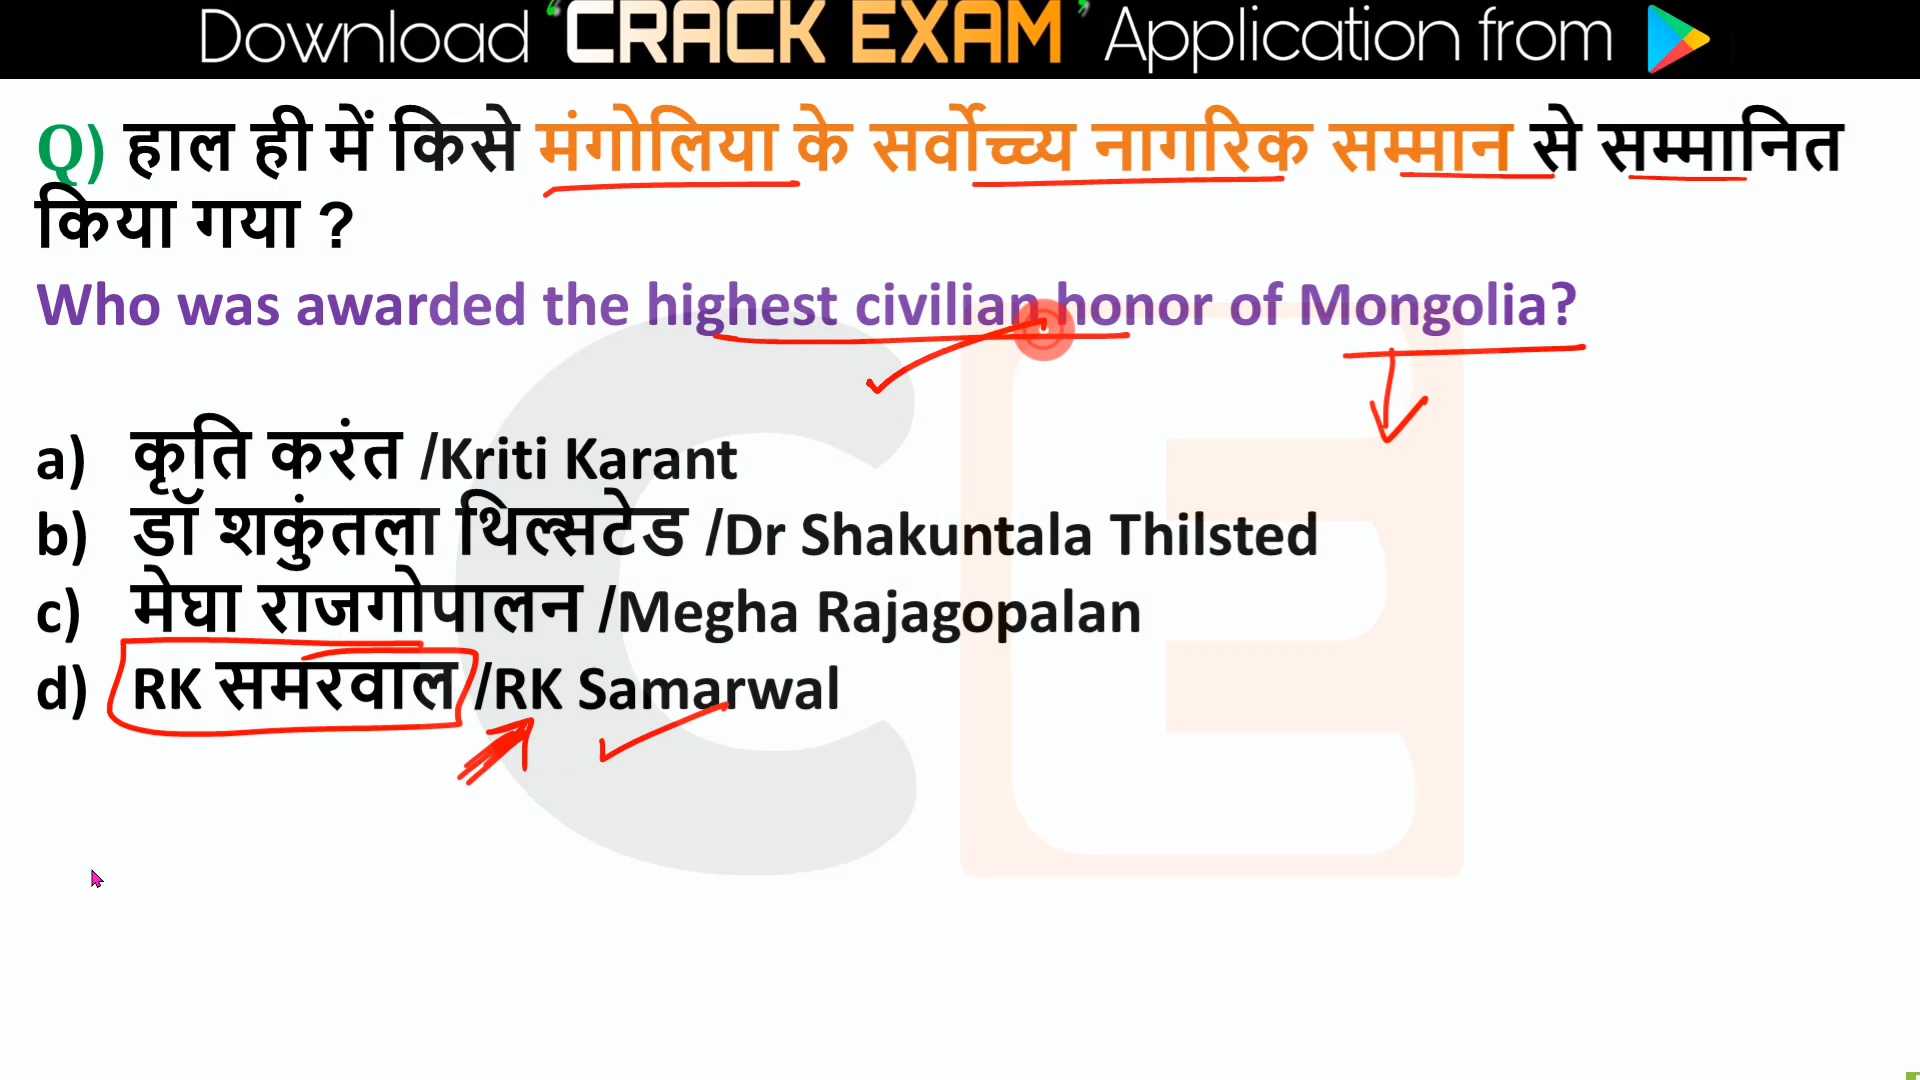 Download ‘CRACK EXAM’ Application from
Q) हाल ही में किसे मंगोलिया के सर्वोच्च्य नागरिक सम्मान से सम्मानित
किया गया ?
Who was awarded the highest civilian honor of Mongolia?
a) कृति करंत /Kriti Karant
b) डॉ शकुंतला थिल्सटेड /Dr Shakuntala Thilsted
c) मेघा राजगोपालन /Megha Rajagopalan
d) RK समरवाल /RK Samarwal
CE